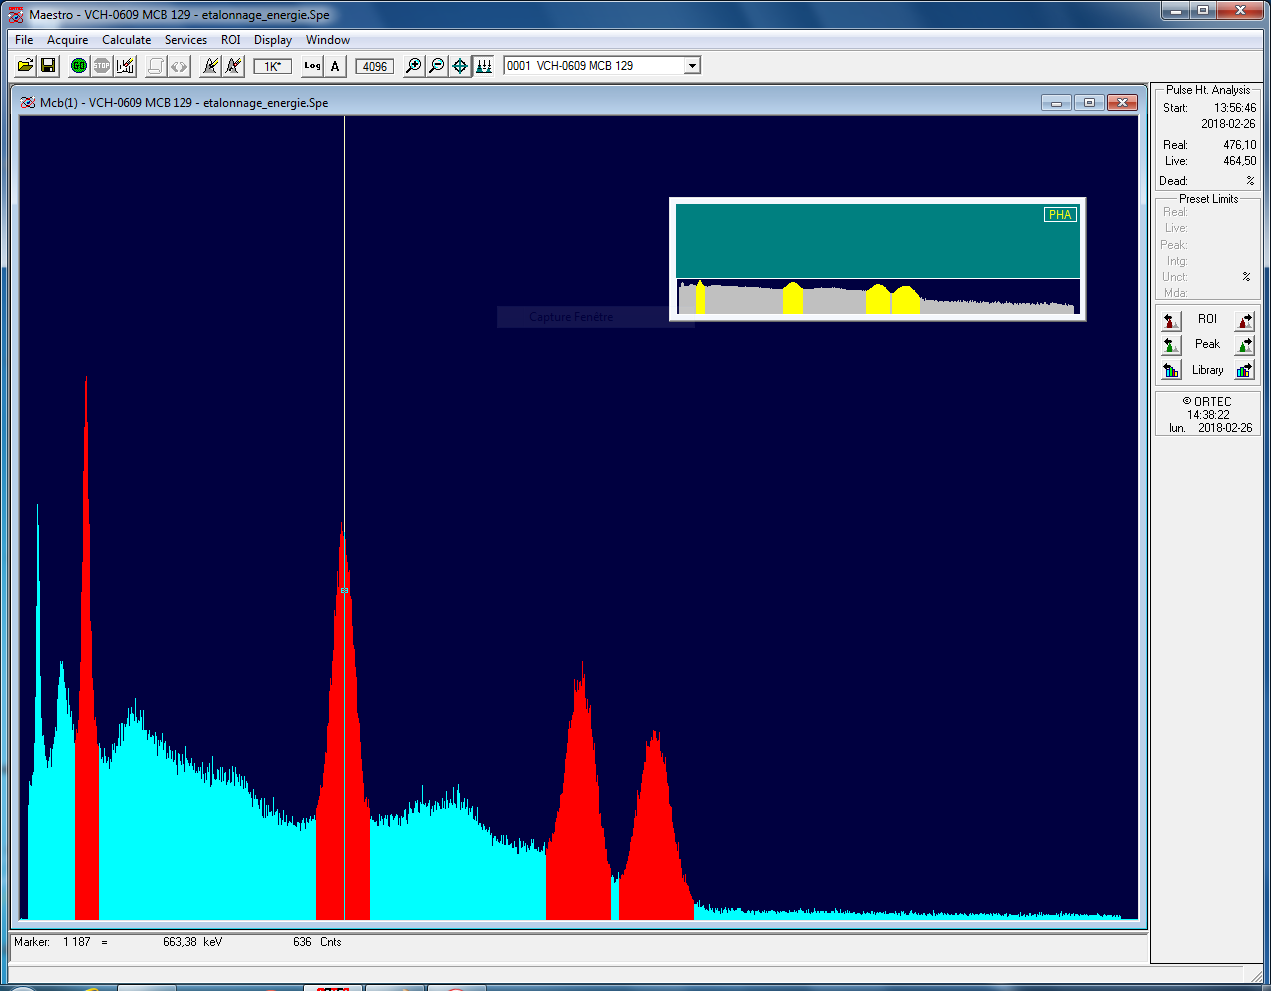 Maestro - VCH-0609 MCB 129 - etalonnage_energie.Spe
File Acquire Calculate Services ROI Display Window
GO STOP 1K* Log A 4096 0001 VCH-0609 MCB 129
Mcb(1) - VCH-0609 MCB 129 - etalonnage_energie.Spe
PHA
Capture Fenêtre
Pulse Ht. Analysis
Start: 13:56:46
2018-02-26
Real: 476,10
Live: 464,50
Dead: %
Preset Limits
Real:
Live:
Peak:
Intg:
Unct: %
Mda:
ROI
Peak
Library
© ORTEC
14:38:22
lun. 2018-02-26
Marker: 1 187 = 663,38 keV 636 Cnts